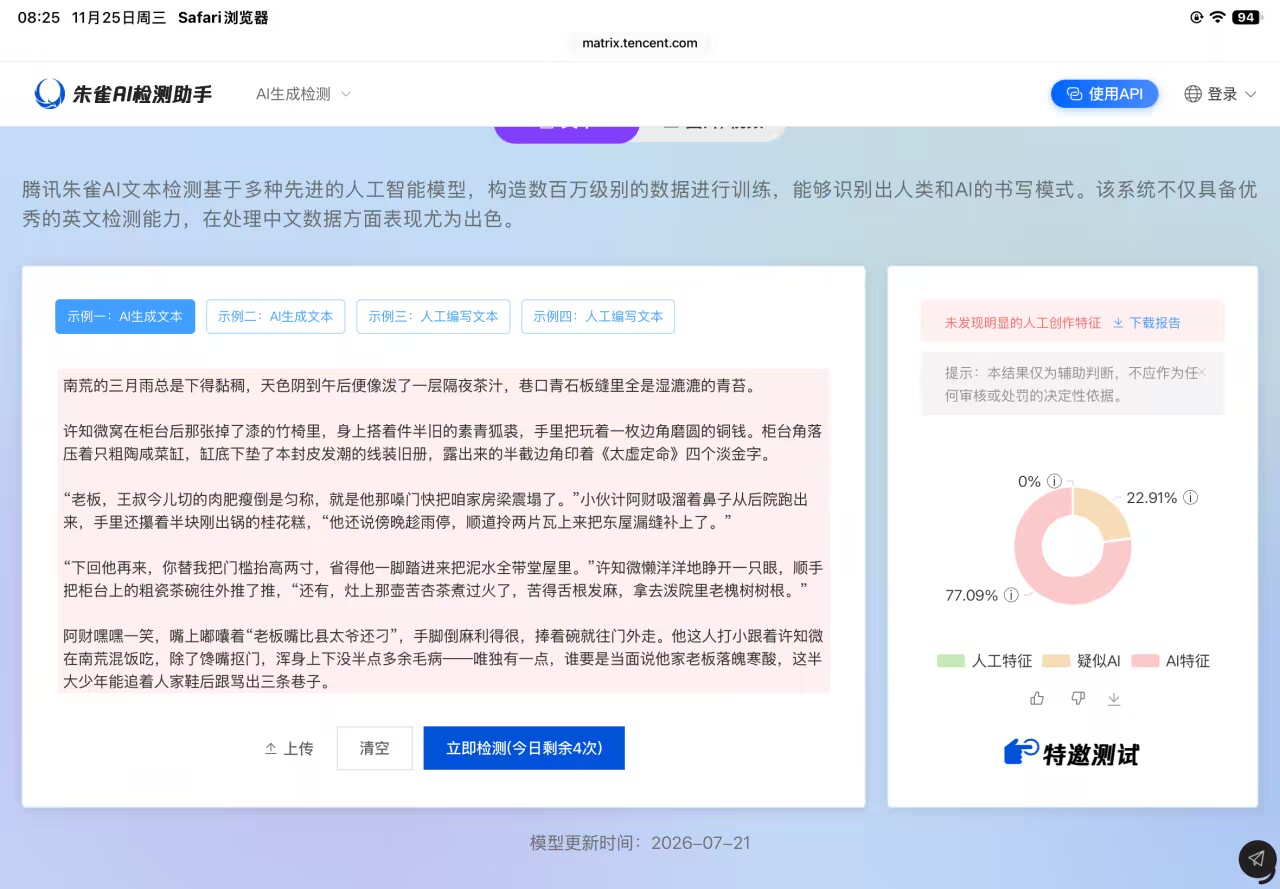 08:25 11月25日周三 Safari浏览器
94
matrix.tencent.com
朱雀AI检测助手
AI生成检测
使用API
登录
腾讯朱雀AI文本检测基于多种先进的人工智能模型，构造数百万级别的数据进行训练，能够识别出人类和AI的书写模式。该系统不仅具备优
秀的英文检测能力，在处理中文数据方面表现尤为出色。
示例一：AI生成文本
示例二：AI生成文本
示例三：人工编写文本
示例四：人工编写文本
南荒的三月雨总是下得黏稠，天色阴到午后便像泼了一层隔夜茶汁，巷口青石板缝里全是湿漉漉的青苔。
许知微窝在柜台后那张掉了漆的竹椅里，身上搭着件半旧的素青狐裘，手里把玩着一枚边角磨圆的铜钱。柜台角落
压着只粗陶咸菜缸，缸底下垫了本封皮发潮的线装旧册，露出来的半截边角印着《太虚定命》四个淡金字。
“老板，王叔今儿切的肉肥瘦倒是匀称，就是他那嗓门快把咱家房梁震塌了。”小伙计阿财吸溜着鼻子从后院跑出
来，手里还攥着半块刚出锅的桂花糕，“他还说傍晚趁雨停，顺道拎两片瓦上来把东屋漏缝补上了。”
“下回他再来，你替我把门槛抬高两寸，省得他一脚踏进来把泥水全带堂屋里。”许知微懒洋洋地睁开一只眼，顺手
把柜台上的粗瓷茶碗往外推了推，“还有，灶上那壶苦杏茶煮过火了，苦得舌根发麻，拿去泼院里老槐树树根。”
阿财嘿嘿一笑，嘴上嘟囔着“老板嘴比县太爷还刁”，手脚倒麻利得很，捧着碗就往门外走。他这人打小跟着许知微
在南荒混饭吃，除了馋嘴抠门，浑身上下没半点多余毛病——唯独有一点，谁要是当面说他家老板落魄寒酸，这半
大少年能追着人家鞋后跟骂出三条巷子。
上传
清空
立即检测(今日剩余4次)
未发现明显的人工创作特征
下载报告
提示：本结果仅为辅助判断，不应作为任
何审核或处罚的决定性依据。
0%
22.91%
77.09%
人工特征
疑似AI
AI特征
特邀测试
模型更新时间：2026-07-21